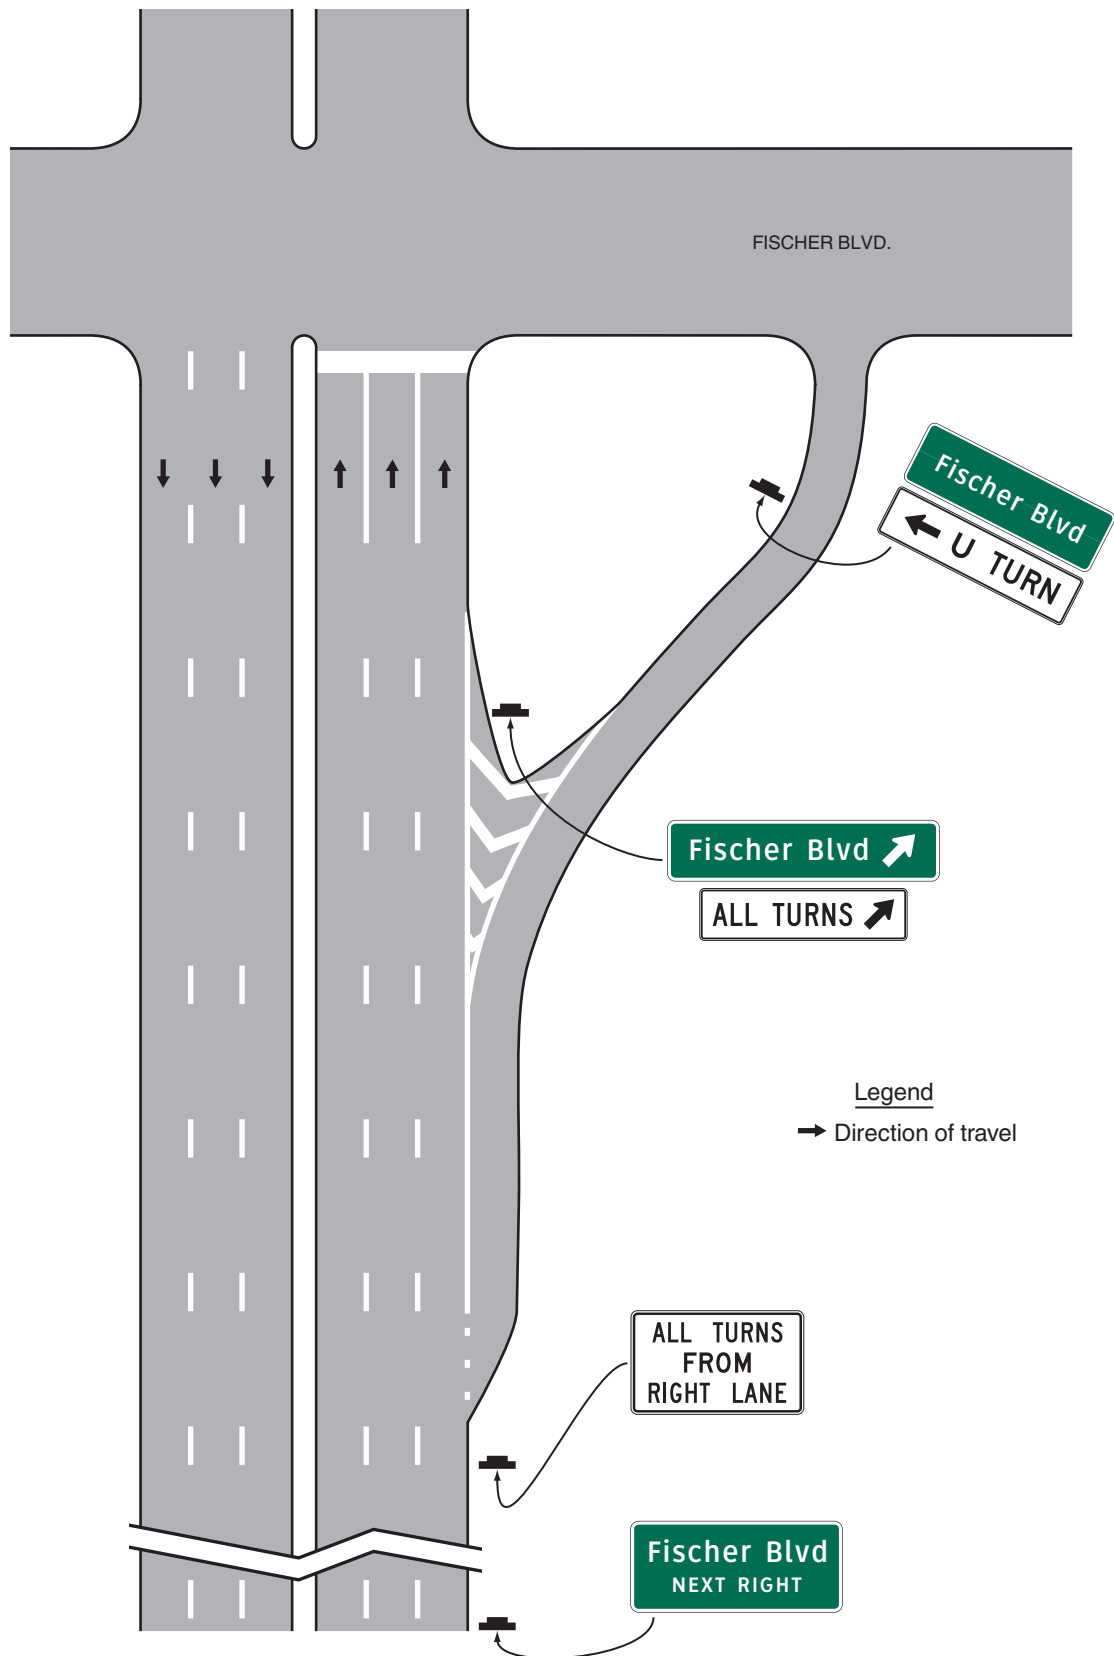 FISCHER BLVD.
Fischer Blvd
U TURN
Fischer Blvd
ALL TURNS
Legend
Direction of travel
ALL TURNS
FROM
RIGHT LANE
Fischer Blvd
NEXT RIGHT